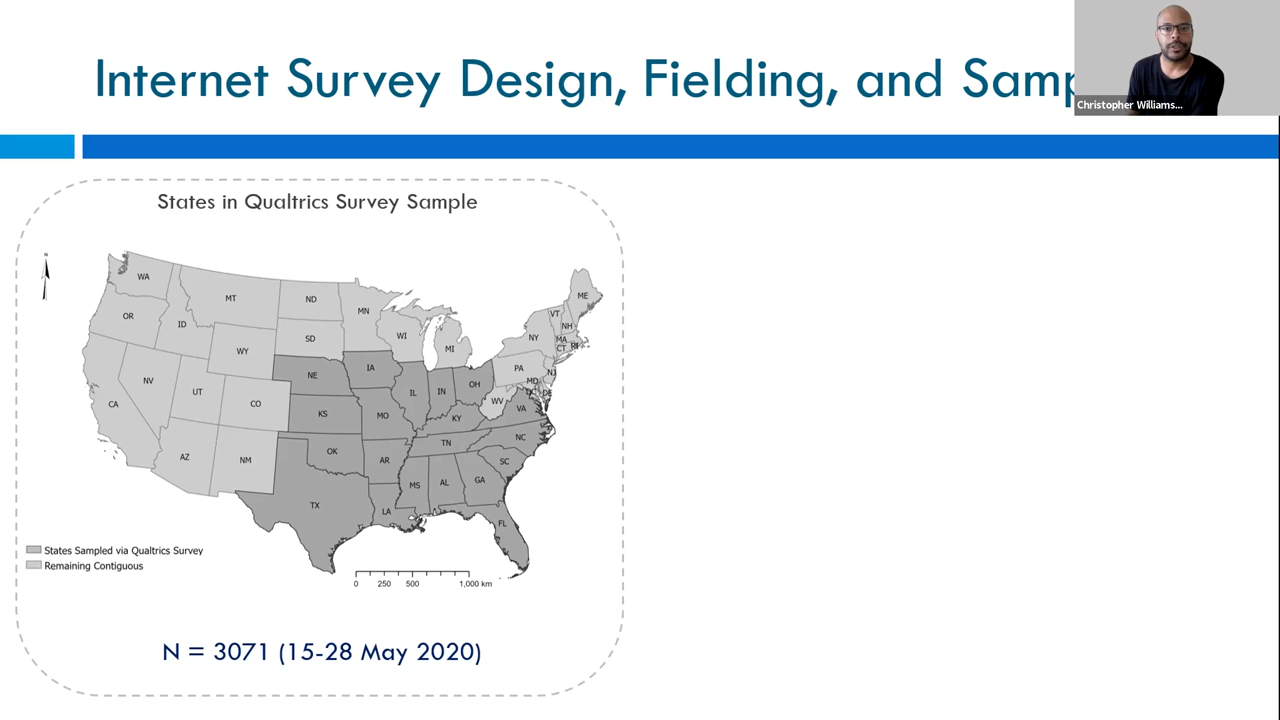 Internet Survey Design, Fielding, and Samp
Christopher Williams...
States in Qualtrics Survey Sample
N
WA
MT
ND
MN
ME
OR
ID
SD
WI
MI
VT
NH
NY
MA
CT
RI
WY
NE
IA
PA
NJ
NV
UT
CO
IL
IN
OH
MD
DC
DE
WV
VA
CA
KS
MO
KY
NC
AZ
NM
OK
AR
TN
SC
TX
LA
MS
AL
GA
FL
States Sampled via Qualtrics Survey
Remaining Contiguous
0 250 500 1,000 km
N = 3071 (15-28 May 2020)